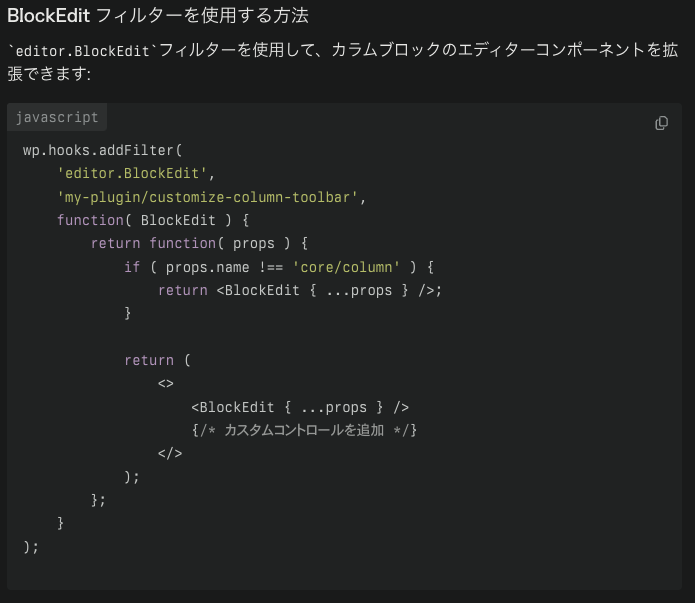 BlockEdit フィルターを使用する方法
`editor.BlockEdit`フィルターを使用して、カラムブロックのエディターコンポーネントを拡
張できます:
javascript
wp.hooks.addFilter(
    'editor.BlockEdit',
    'my-plugin/customize-column-toolbar',
    function( BlockEdit ) {
        return function( props ) {
            if ( props.name !== 'core/column' ) {
                return <BlockEdit { ...props } />;
            }

            return (
                <>
                    <BlockEdit { ...props } />
                    {/* カスタムコントロールを追加 */}
                </>
            );
        };
    }
);